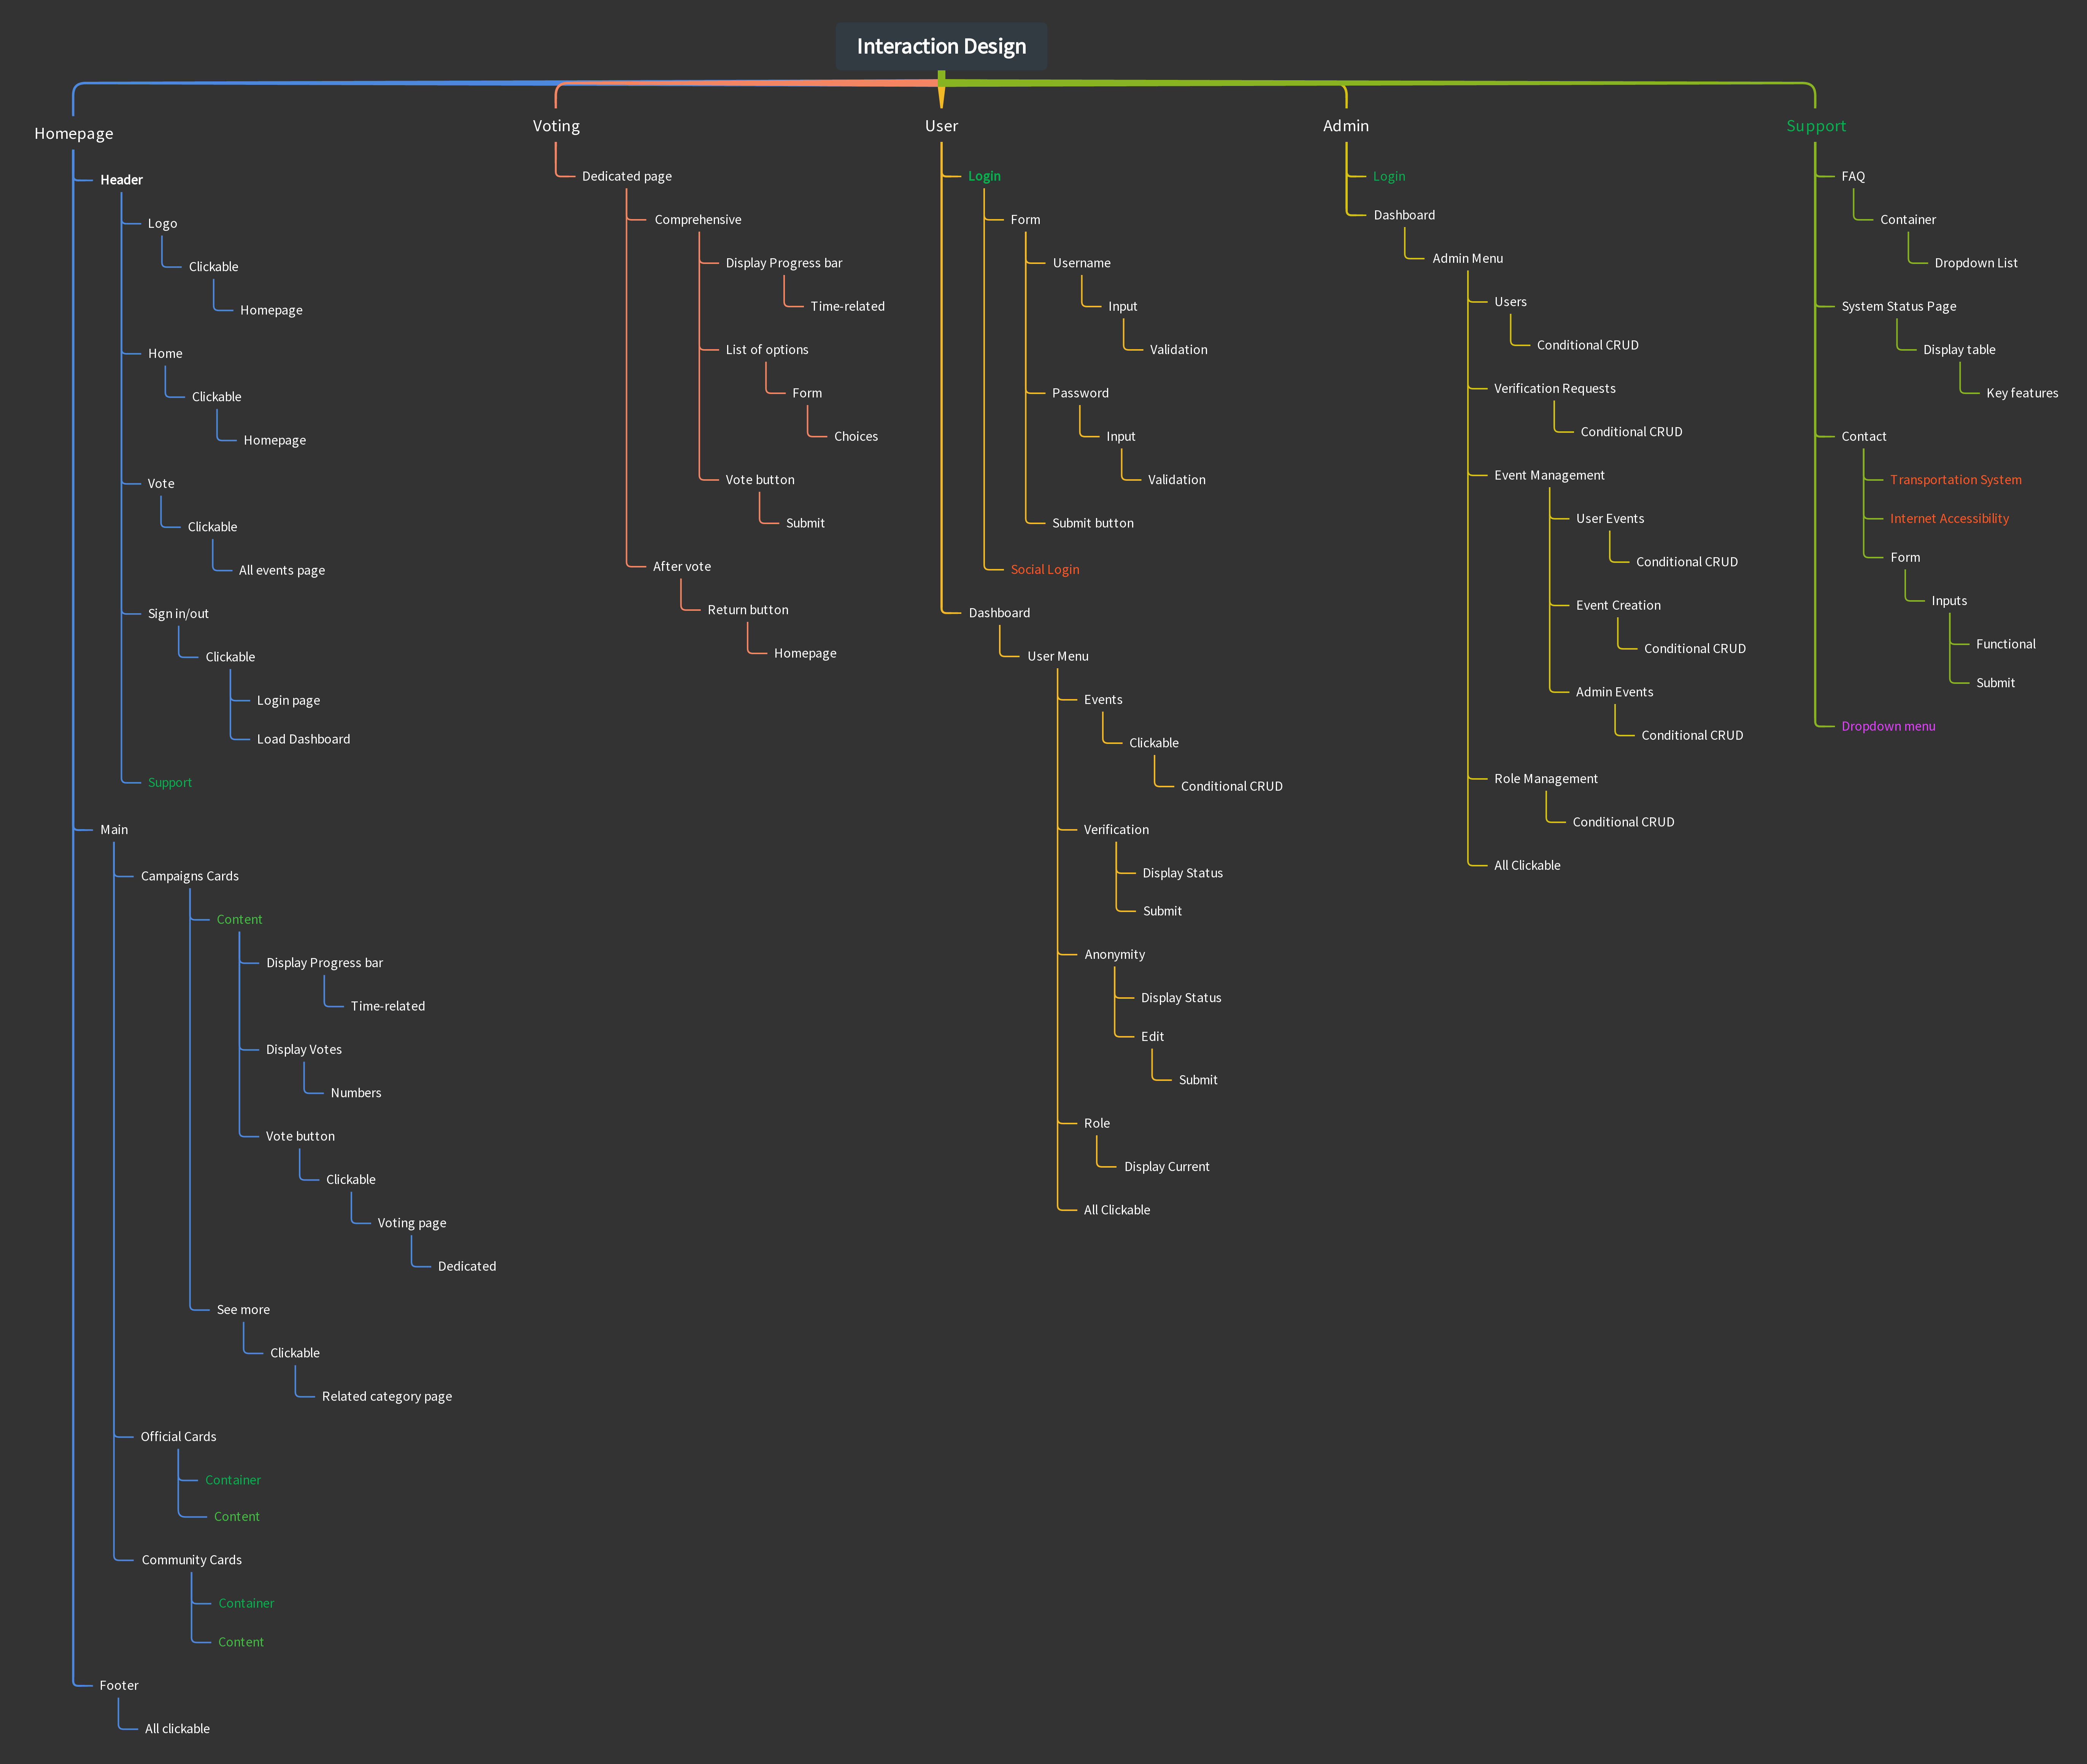 Interaction Design
Homepage
Header
Logo
Clickable
Homepage
Home
Clickable
Homepage
Vote
Clickable
All events page
Sign in/out
Clickable
Login page
Load Dashboard
Support
Main
Campaigns Cards
Content
Display Progress bar
Time-related
Display Votes
Numbers
Vote button
Clickable
Voting page
Dedicated
See more
Clickable
Related category page
Official Cards
Container
Content
Community Cards
Container
Content
Footer
All clickable
Voting
Dedicated page
Comprehensive
Display Progress bar
Time-related
List of options
Form
Choices
Vote button
Submit
After vote
Return button
Homepage
User
Login
Form
Username
Input
Validation
Password
Input
Validation
Submit button
Social Login
Dashboard
User Menu
Events
Clickable
Conditional CRUD
Verification
Display Status
Submit
Anonymity
Display Status
Edit
Submit
Role
Display Current
All Clickable
Admin
Login
Dashboard
Admin Menu
Users
Conditional CRUD
Verification Requests
Conditional CRUD
Event Management
User Events
Conditional CRUD
Event Creation
Conditional CRUD
Admin Events
Conditional CRUD
Role Management
Conditional CRUD
All Clickable
Support
FAQ
Container
Dropdown List
System Status Page
Display table
Key features
Contact
Transportation System
Internet Accessibility
Form
Inputs
Functional
Submit
Dropdown menu